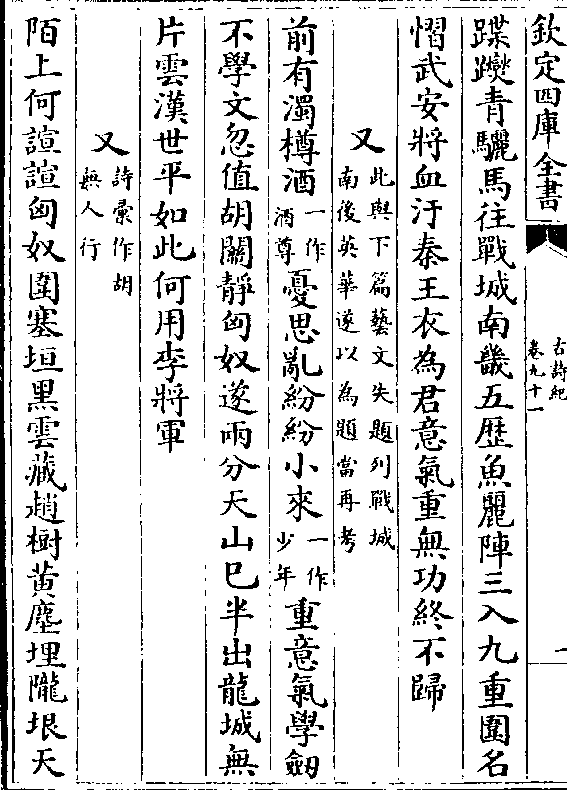 欽定四庫全書
古詩紀
卷九十一
一
蹀躞青驪馬往戰城南畿五歴魚麗陣三入九重圍名
慴武安將血汙秦王衣為君意氣重無功終不歸
又
此與下篇藝文失題列戰城
南後英華遂以為題當再考
前有濁樽酒一作酒尊憂思亂紛紛小來一作少年重意氣學劔
不學文忽值胡關靜匈奴遂兩分天山已半出龍城無
片雲漢世平如此何用李將軍
又
詩彚作胡
無人行
陌上何諠諠匈奴圍塞垣黒雲藏趙樹黄塵埋隴垠天